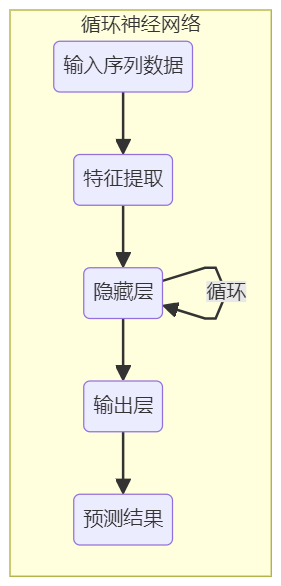 循环神经网络
输入序列数据
特征提取
隐藏层
循环
输出层
预测结果